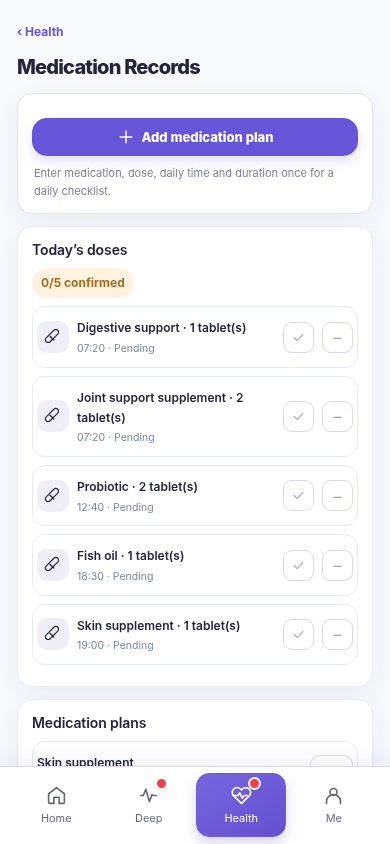 ‹ Health
Medication Records
Add medication plan
Enter medication, dose, daily time and duration once for a
daily checklist.
Today’s doses
0/5 confirmed
Digestive support · 1 tablet(s)
07:20 · Pending
Joint support supplement · 2
tablet(s)
07:20 · Pending
Probiotic · 2 tablet(s)
12:40 · Pending
Fish oil · 1 tablet(s)
18:30 · Pending
Skin supplement · 1 tablet(s)
19:00 · Pending
Medication plans
Skin supplement
Home
Deep
Health
Me